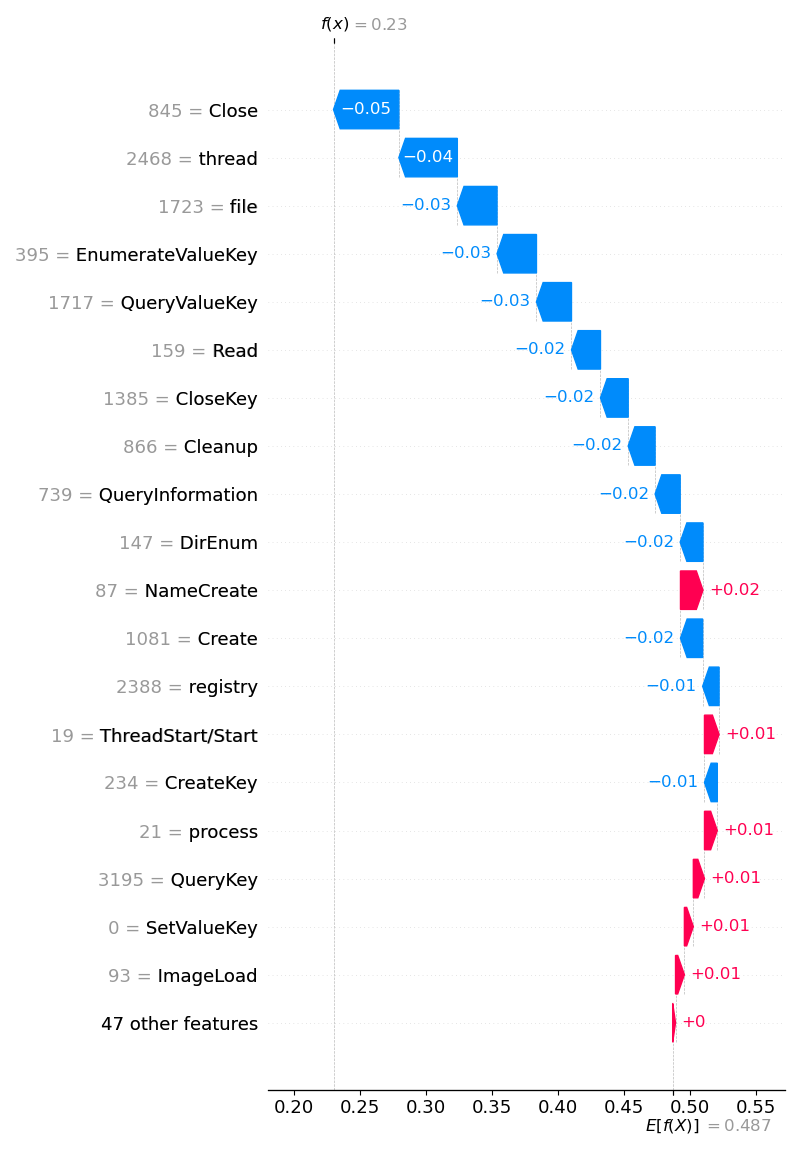 f(x) = 0.23
845 = Close −0.05
2468 = thread −0.04
1723 = file −0.03
395 = EnumerateValueKey −0.03
1717 = QueryValueKey −0.03
159 = Read −0.02
1385 = CloseKey −0.02
866 = Cleanup −0.02
739 = QueryInformation −0.02
147 = DirEnum −0.02
87 = NameCreate +0.02
1081 = Create −0.02
2388 = registry −0.01
19 = ThreadStart/Start +0.01
234 = CreateKey −0.01
21 = process +0.01
3195 = QueryKey +0.01
0 = SetValueKey +0.01
93 = ImageLoad +0.01
47 other features +0
0.20 0.25 0.30 0.35 0.40 0.45 0.50 0.55
E[f(X)] = 0.487